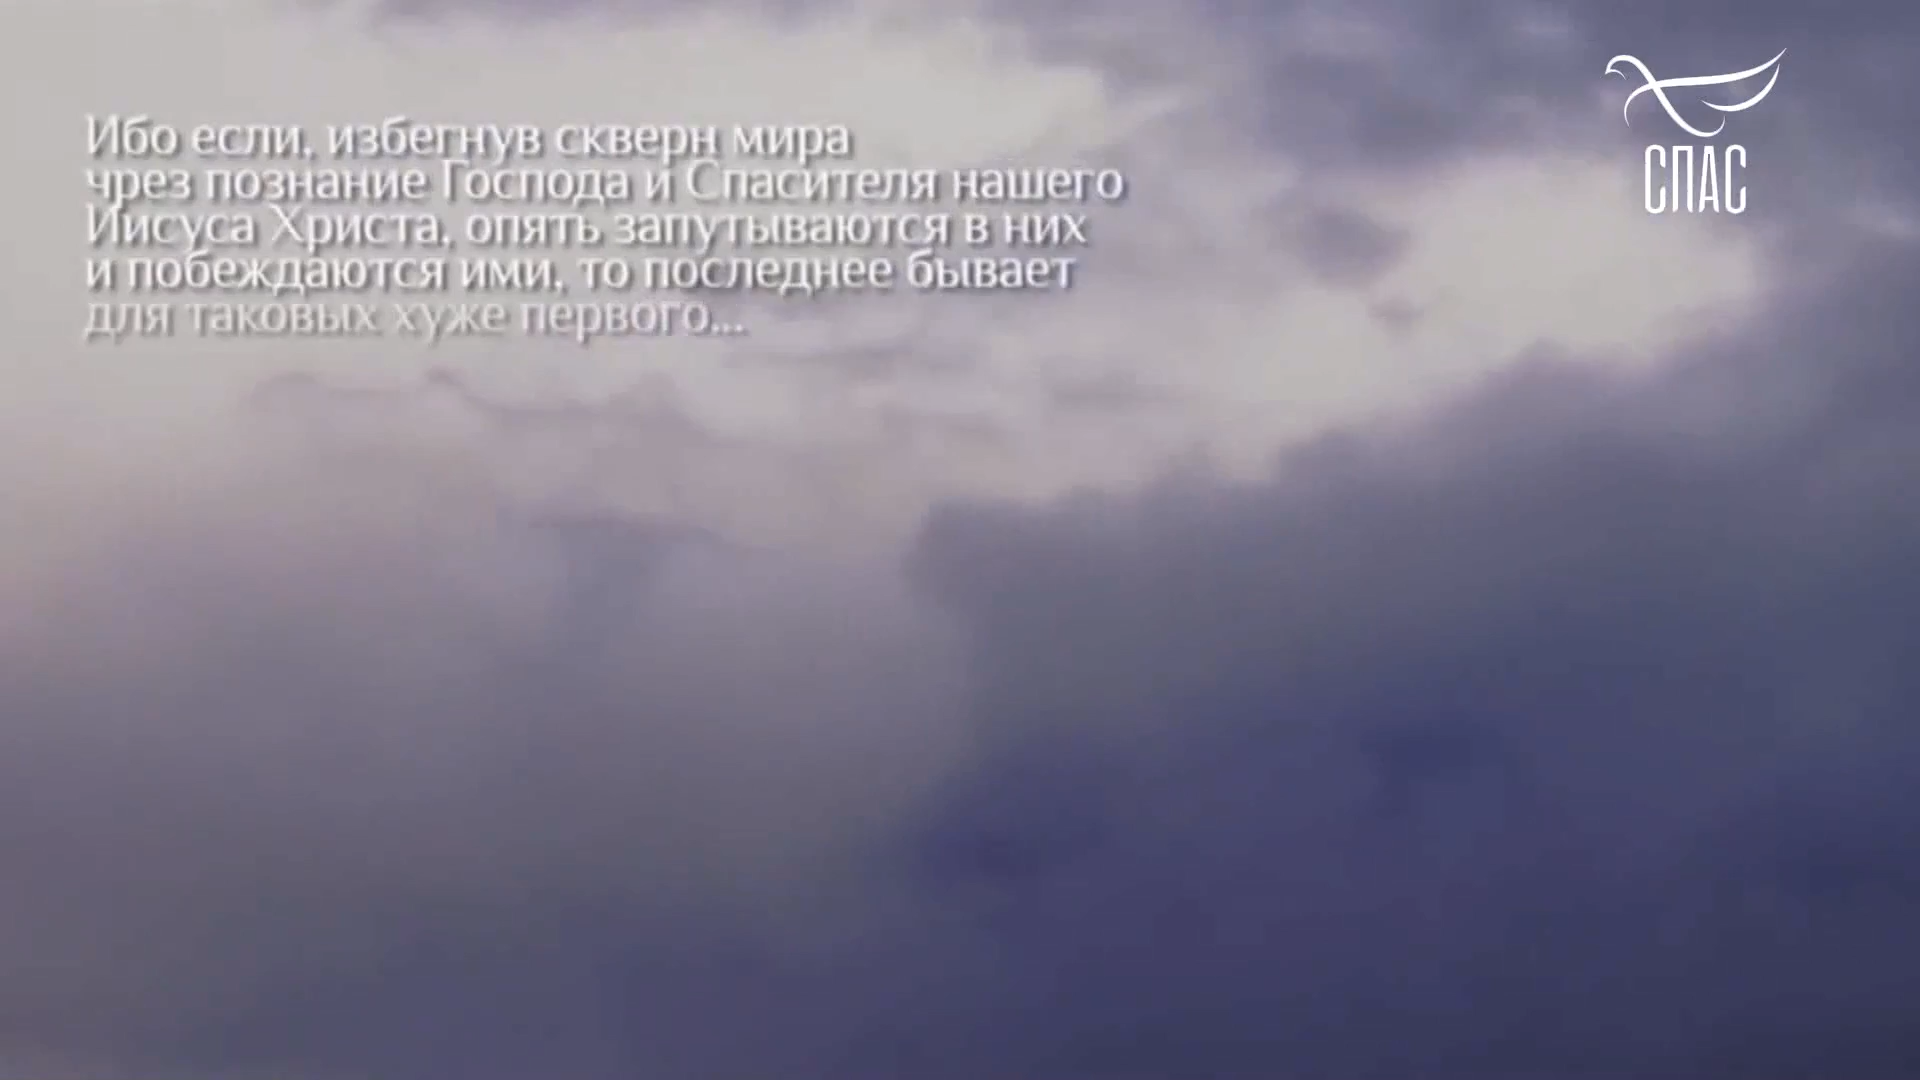 Ибо если, избегнув скверн мира
чрез познание Господа и Спасителя нашего
Иисуса Христа, опять запутываются в них
и побеждаются ими, то последнее бывает
для таковых хуже первого...
СПАС